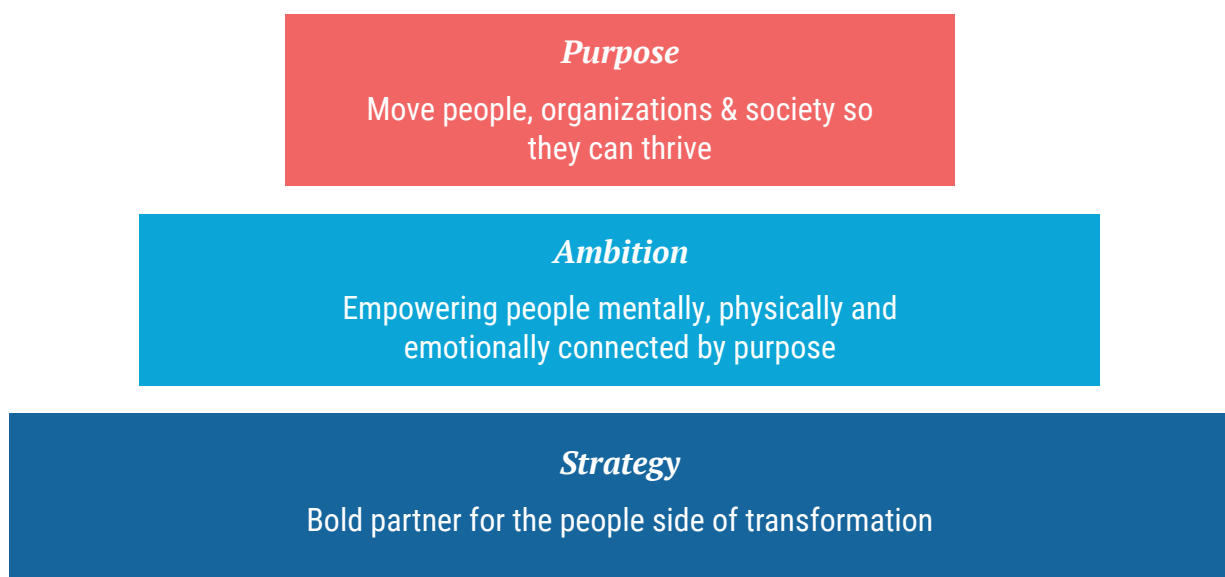 Purpose
Move people, organizations & society so
they can thrive
Ambition
Empowering people mentally, physically and
emotionally connected by purpose
Strategy
Bold partner for the people side of transformation